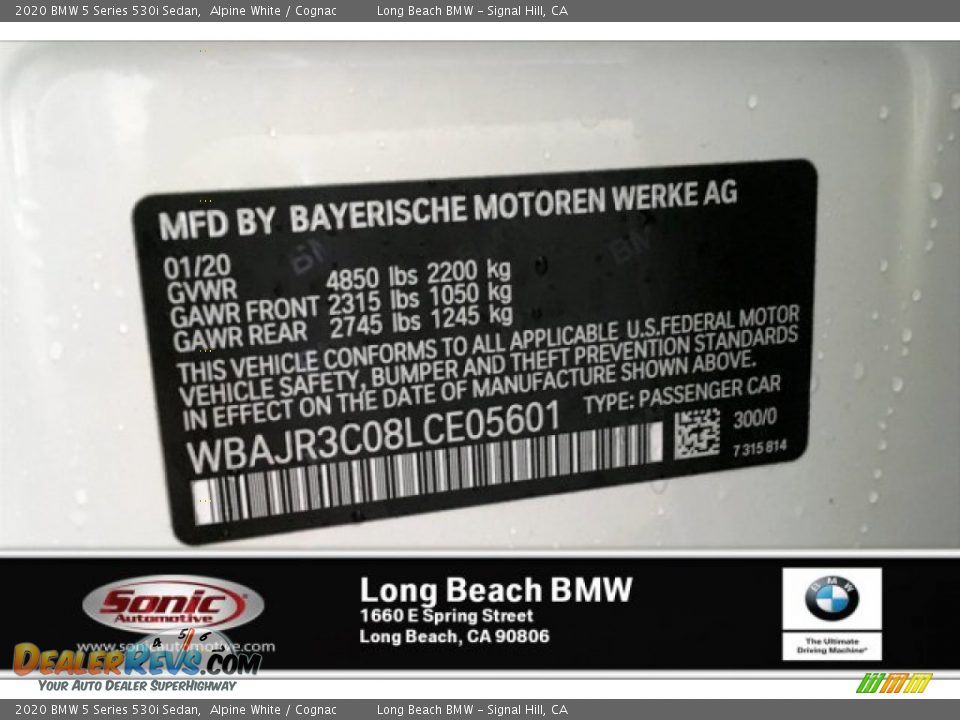 2020 BMW 5 Series 530i Sedan, Alpine White / Cognac Long Beach BMW - Signal Hill, CA
MFD BY BAYERISCHE MOTOREN WERKE AG
01/20
GVWR 4850 lbs 2200 kg
GAWR FRONT 2315 lbs 1050 kg
GAWR REAR 2745 lbs 1245 kg
THIS VEHICLE CONFORMS TO ALL APPLICABLE U.S.FEDERAL MOTOR
VEHICLE SAFETY, BUMPER AND THEFT PREVENTION STANDARDS
IN EFFECT ON THE DATE OF MANUFACTURE SHOWN ABOVE.
WBAJR3C08LCE05601 TYPE: PASSENGER CAR
300/0
7315814
Sonic
Automotive
www.sonicautomotive.com
Long Beach BMW
1660 E Spring Street
Long Beach, CA 90806
BMW
The Ultimate
Driving Machine®
4 5 6
DealerRevs.com
Your Auto Dealer SuperHighway
2020 BMW 5 Series 530i Sedan, Alpine White / Cognac Long Beach BMW - Signal Hill, CA